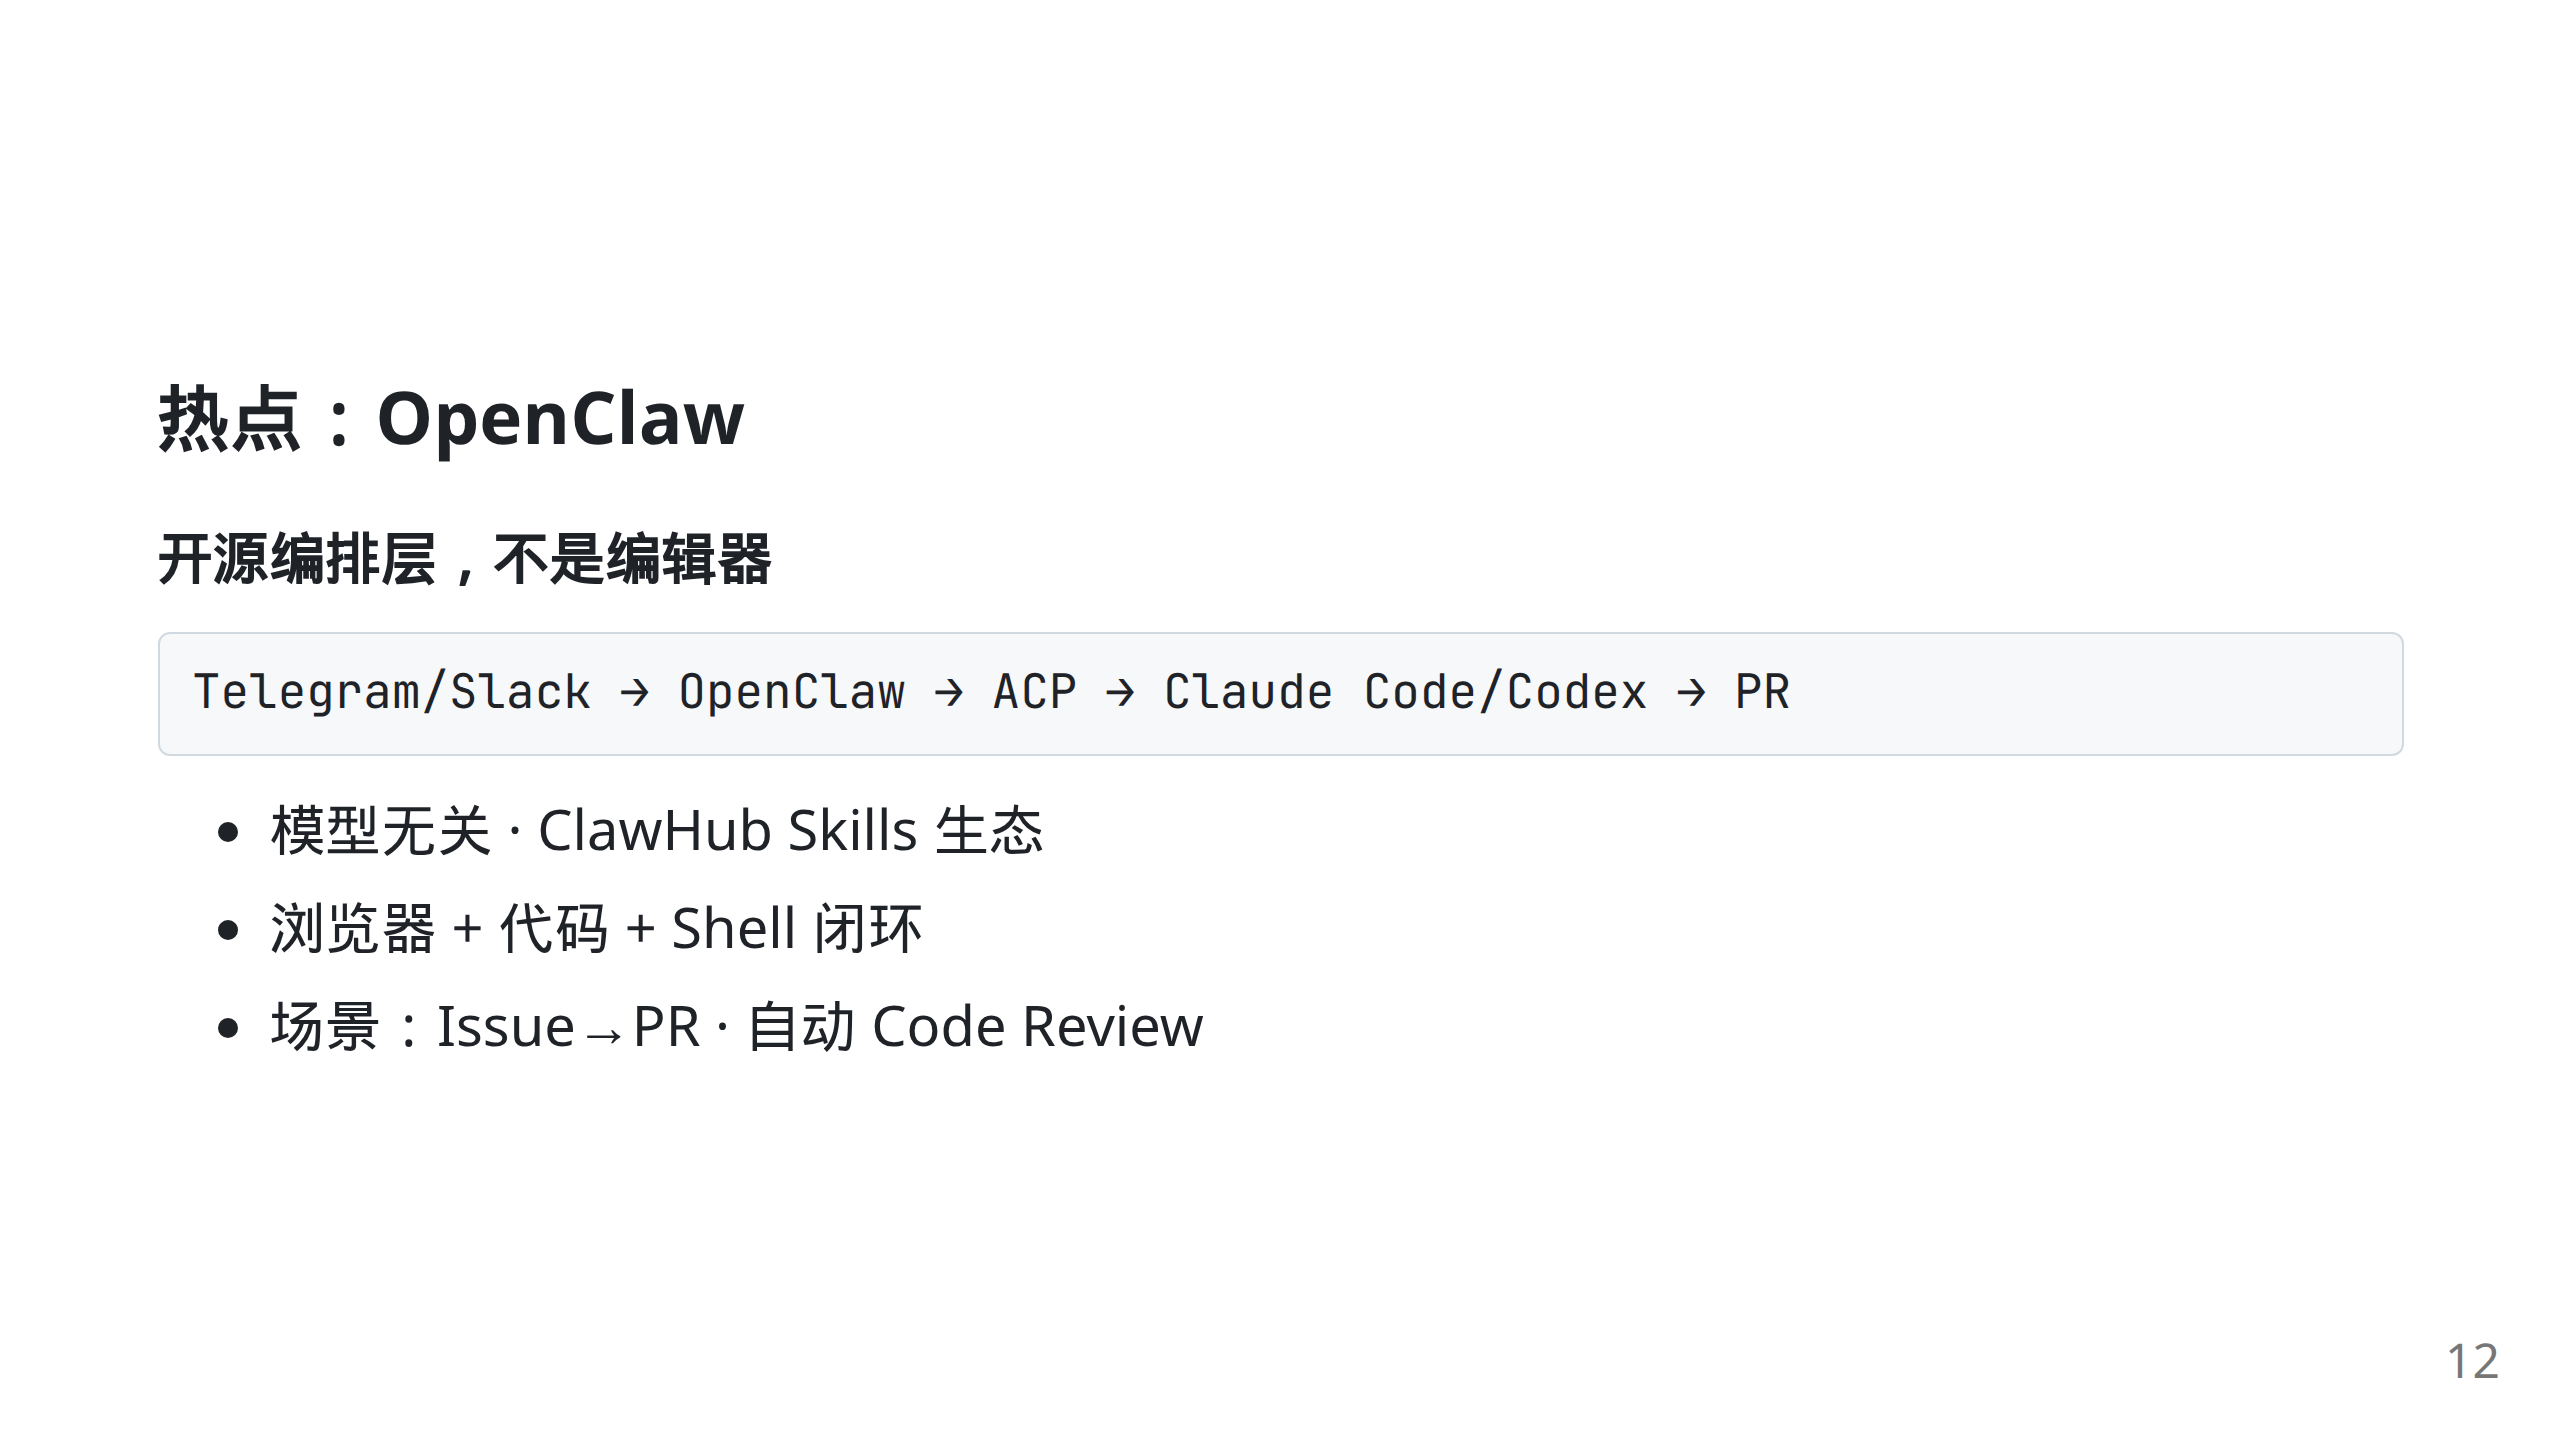 热点：OpenClaw
开源编排层，不是编辑器
Telegram/Slack → OpenClaw → ACP → Claude Code/Codex → PR
• 模型无关 · ClawHub Skills 生态
• 浏览器 + 代码 + Shell 闭环
• 场景：Issue→PR · 自动 Code Review
12